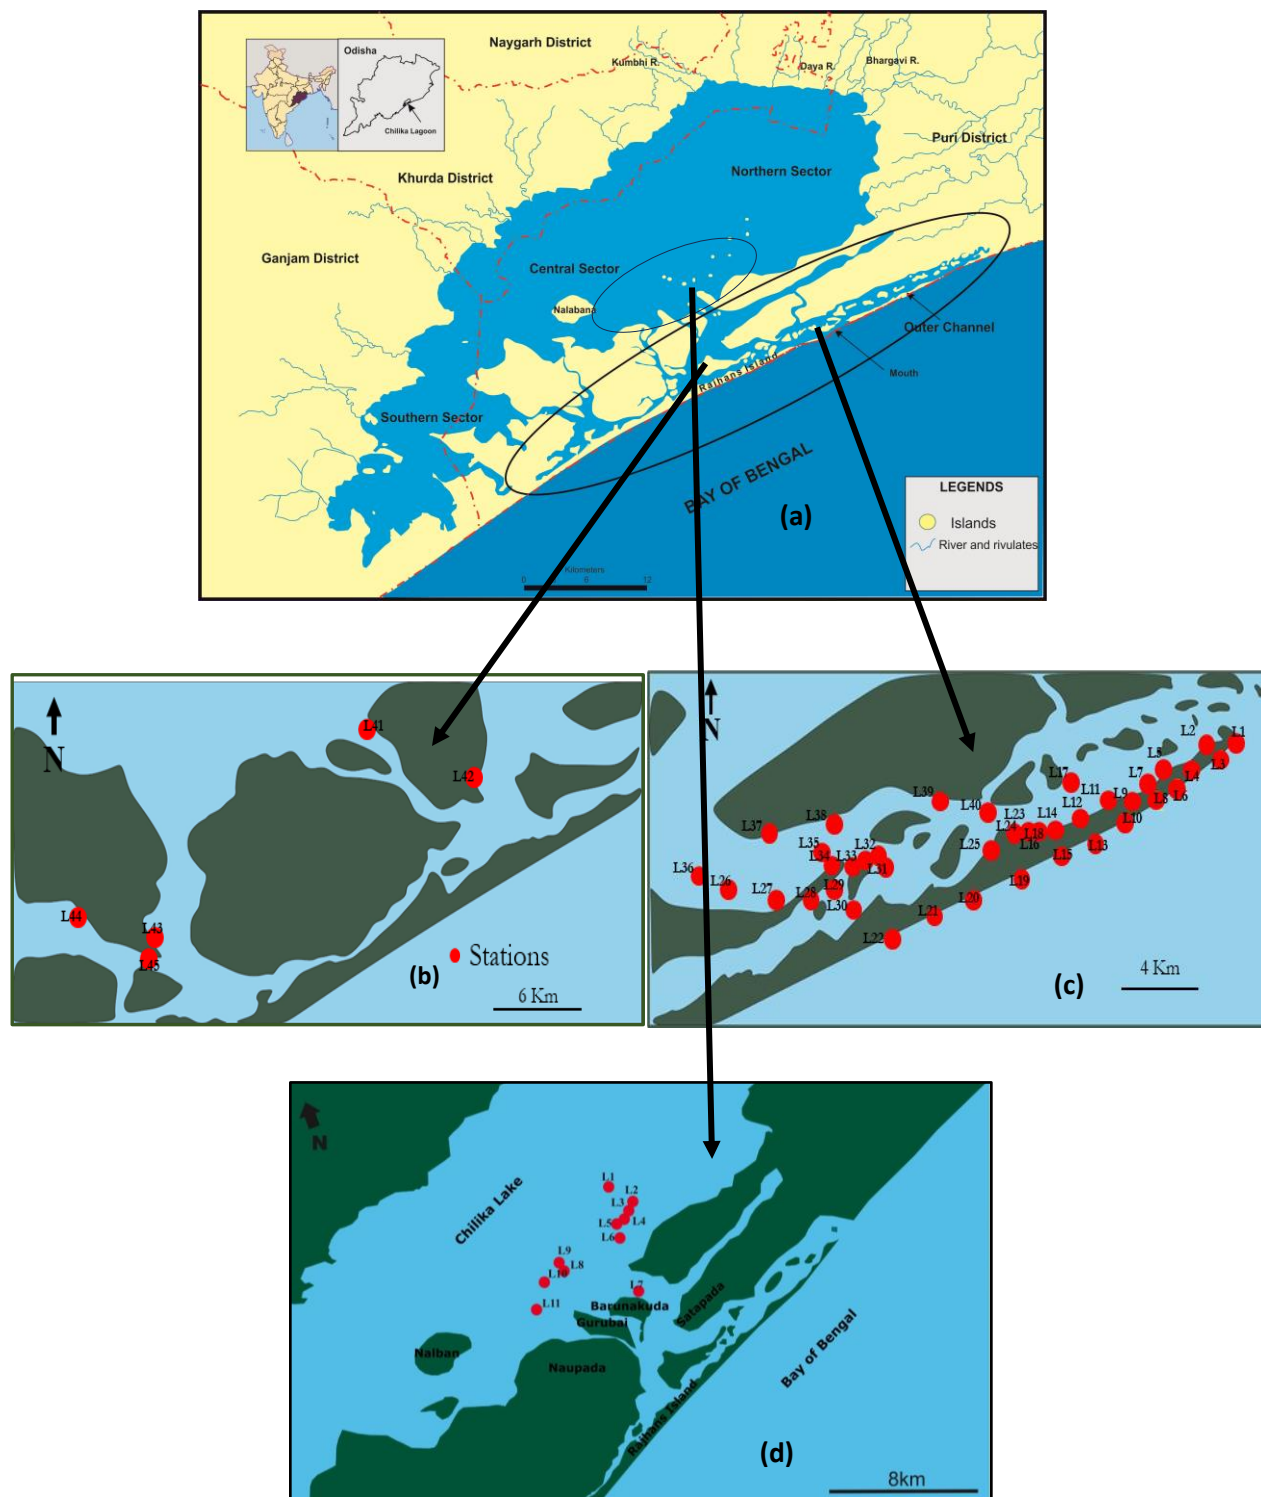 Naygarh District
Odisha
Kumbhi R.
Daya R.
Bhargavi R.
Chilika Lagoon
Puri District
Khurda District
Northern Sector
Ganjam District
Central Sector
Nalabana
Outer Channel
Rajhans Island
Mouth
Southern Sector
BAY OF BENGAL
(a)
LEGENDS
Islands
River and rivulates
Kilometers
0 6 12
N
L41
L42
L44
L43
L45
Stations
(b)
6 Km
N
L1
L2
L3
L5
L4
L17
L7
L6
L11
L9
L8
L39
L40
L23
L14
L12
L10
L37
L38
L24
L18
L16
L13
L35
L32
L25
L15
L34
L33
L31
L36
L26
L27
L28
L29
L19
L30
L20
L21
L22
4 Km
(c)
N
L1
L2
L3
L5
L4
L6
L9
L8
L10
L7
L11
Chilika Lake
Barunakuda
Gurubai
Satapada
Nalban
Naupada
Bay of Bengal
Rajhans Island
(d)
8km